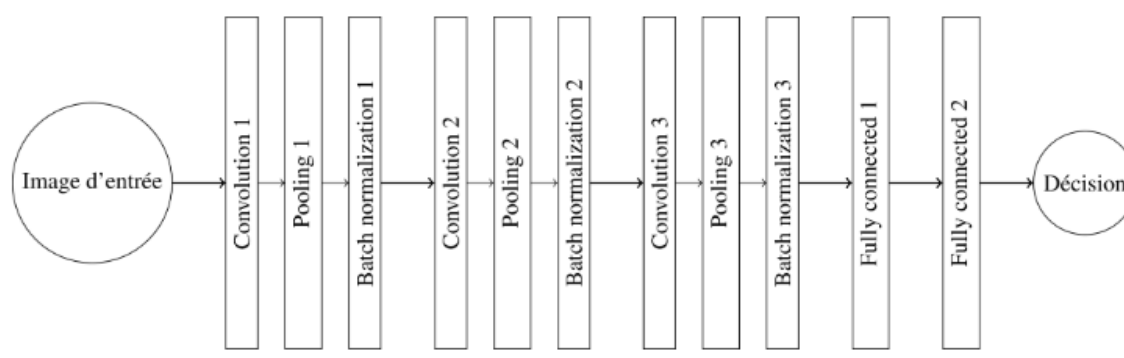 Image d'entrée
Convolution 1
Pooling 1
Batch normalization 1
Convolution 2
Pooling 2
Batch normalization 2
Convolution 3
Pooling 3
Batch normalization 3
Fully connected 1
Fully connected 2
Décision